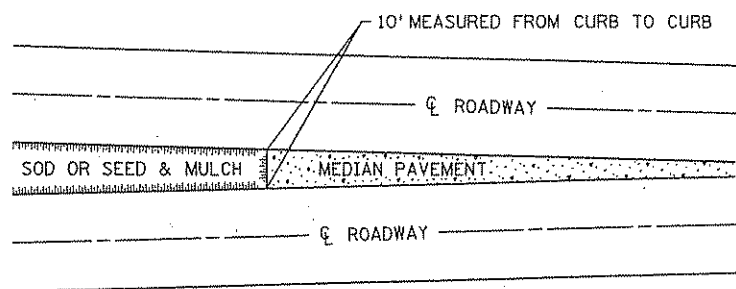 10' MEASURED FROM CURB TO CURB
℄ ROADWAY
SOD OR SEED & MULCH
MEDIAN PAVEMENT
℄ ROADWAY